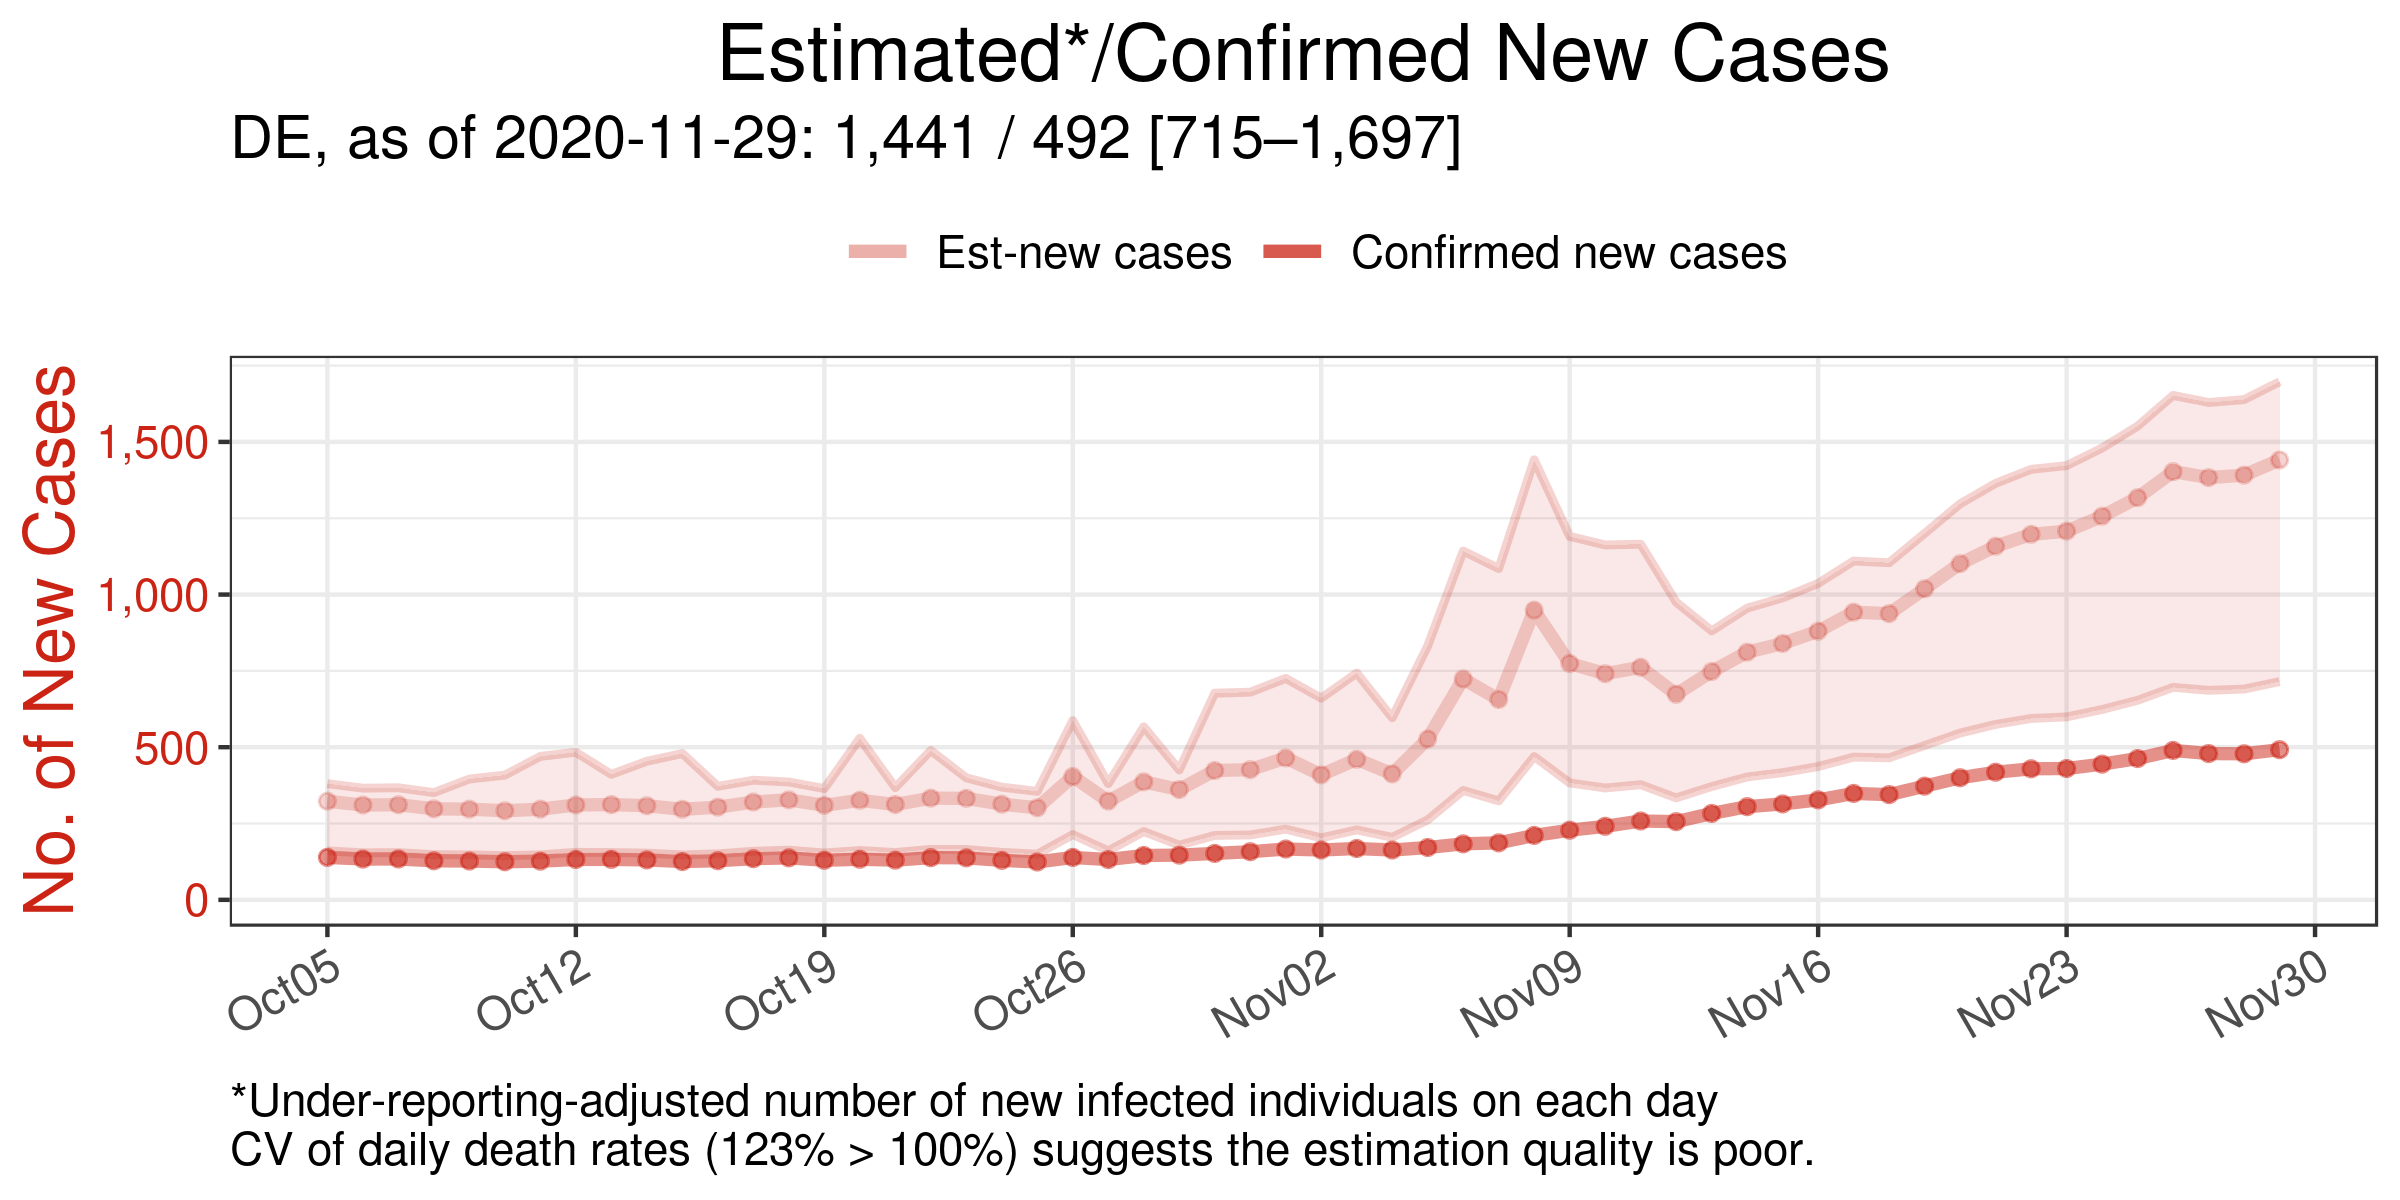 Estimated*/Confirmed New Cases
DE, as of 2020-11-29: 1,441 / 492 [715–1,697]
Est-new cases
Confirmed new cases
No. of New Cases
1,500
1,000
500
0
Oct05
Oct12
Oct19
Oct26
Nov02
Nov09
Nov16
Nov23
Nov30
*Under-reporting-adjusted number of new infected individuals on each day
CV of daily death rates (123% > 100%) suggests the estimation quality is poor.